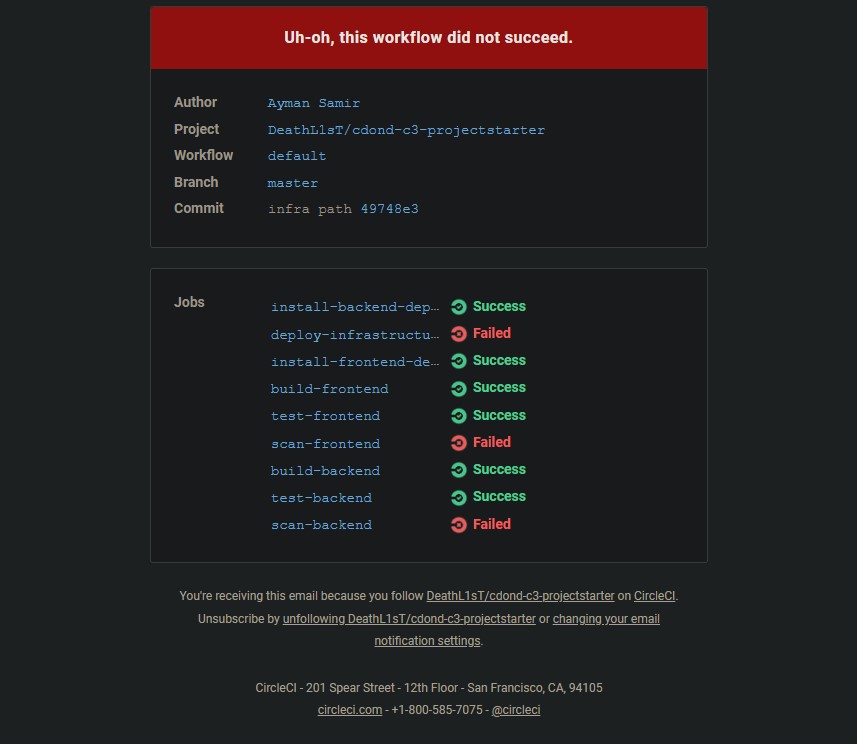 Uh-oh, this workflow did not succeed.
Author Ayman Samir
Project DeathL1sT/cdond-c3-projectstarter
Workflow default
Branch master
Commit infra path 49748e3
Jobs install-backend-dep… Success
deploy-infrastructu… Failed
install-frontend-de… Success
build-frontend Success
test-frontend Success
scan-frontend Failed
build-backend Success
test-backend Success
scan-backend Failed
You're receiving this email because you follow DeathL1sT/cdond-c3-projectstarter on CircleCI.
Unsubscribe by unfollowing DeathL1sT/cdond-c3-projectstarter or changing your email
notification settings.
CircleCI - 201 Spear Street - 12th Floor - San Francisco, CA, 94105
circleci.com - +1-800-585-7075 - @circleci